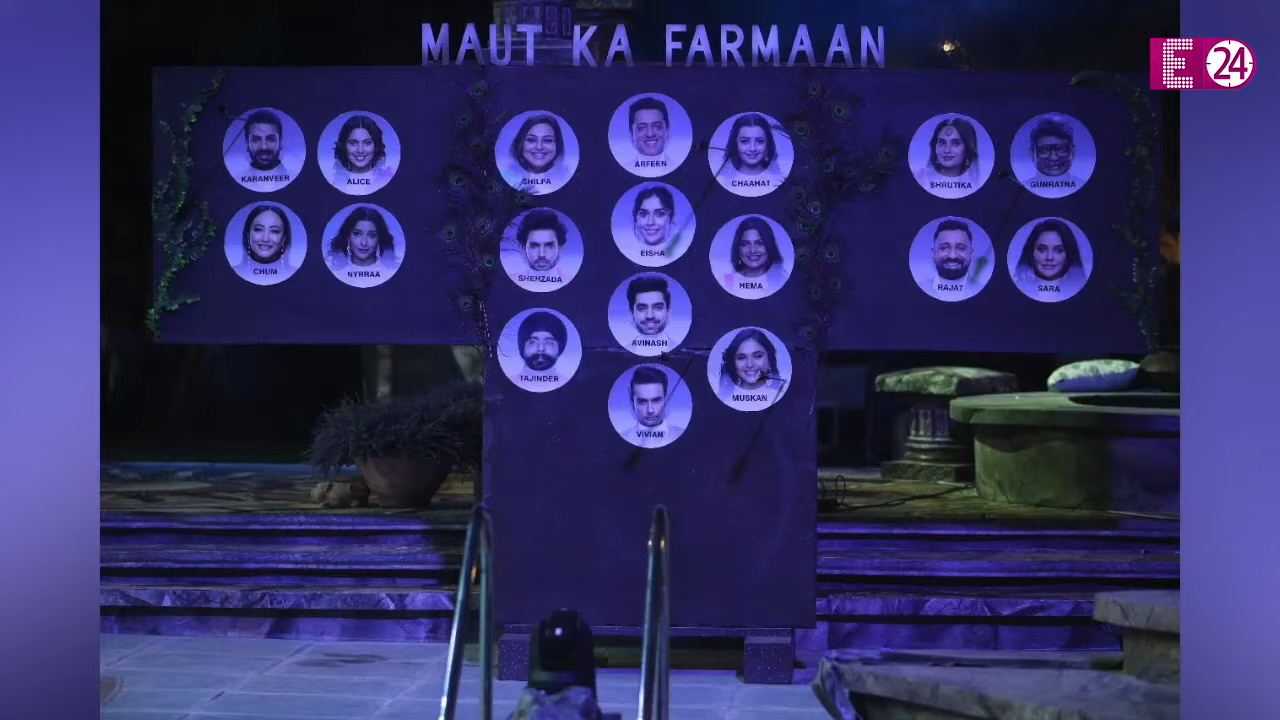 MAUT KA FARMAAN
E 24
KARANVEER
ALICE
CHUM
NYRRAA
SHILPA
ARFEEN
CHAAHAT
SHEHZADA
EISHA
HEMA
TAJINDER
AVINASH
MUSKAN
VIVIAN
SHRUTIKA
GUNRATNA
RAJAT
SARA